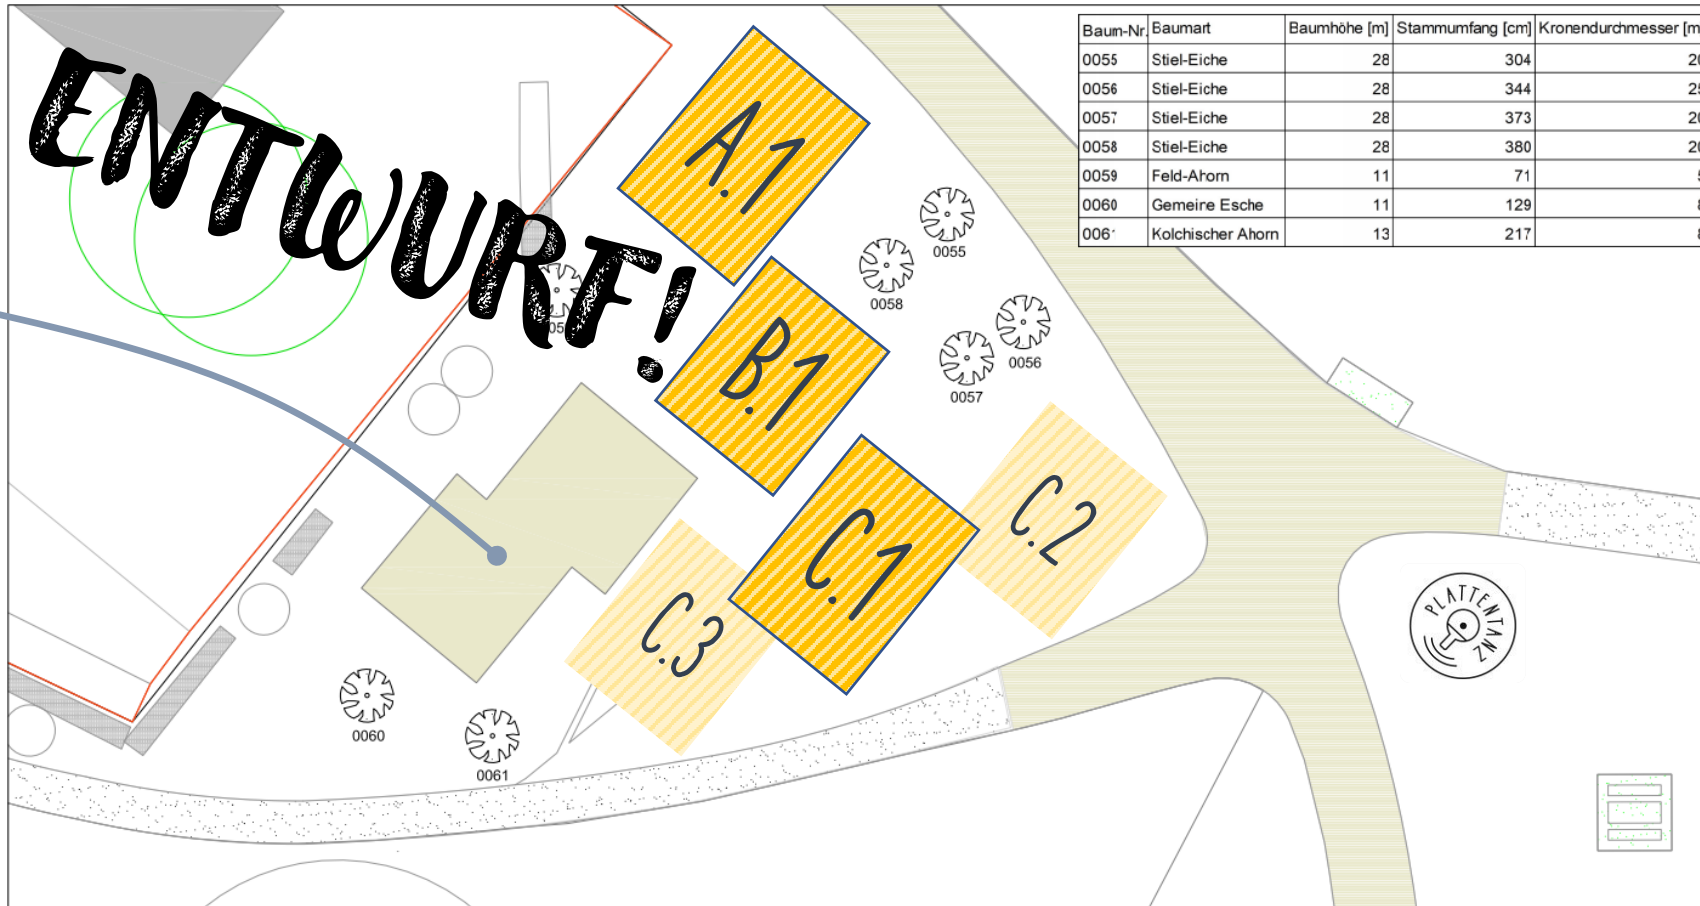 ENTWURF!
Baum-Nr. Baumart Baumhöhe [m] Stammumfang [cm] Kronendurchmesser [m
0055 Stiel-Eiche 28 304
0056 Stiel-Eiche 28 344
0057 Stiel-Eiche 28 373
0058 Stiel-Eiche 28 380
0059 Feld-Ahorn 11 71
0060 Gemeine Esche 11 129
006 Kolchischer Ahorn 13 217
A.1
B.1
C.1
C.2
C.3
0055
0058
0056
0057
0060
0061
PLATTENTANZ